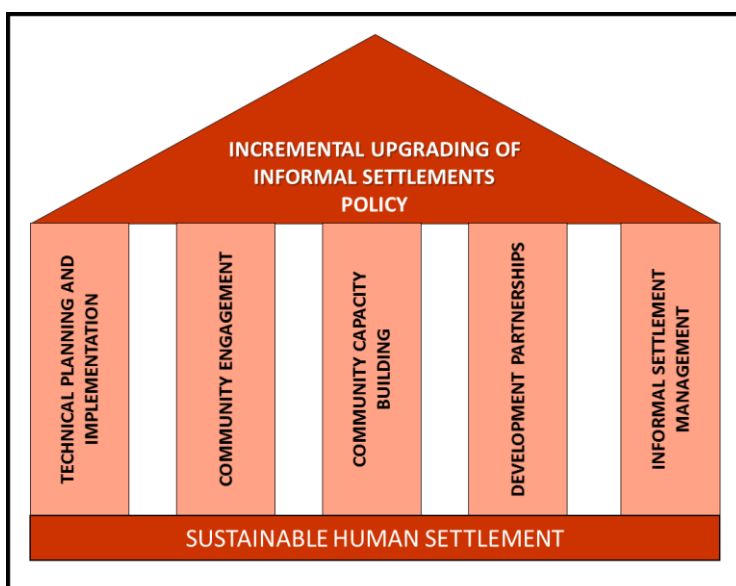 INCREMENTAL UPGRADING OF
INFORMAL SETTLEMENTS
POLICY
TECHNICAL PLANNING AND
IMPLEMENTATION
COMMUNITY ENGAGEMENT
COMMUNITY CAPACITY
BUILDING
DEVELOPMENT PARTNERSHIPS
INFORMAL SETTLEMENT
MANAGEMENT
SUSTAINABLE HUMAN SETTLEMENT